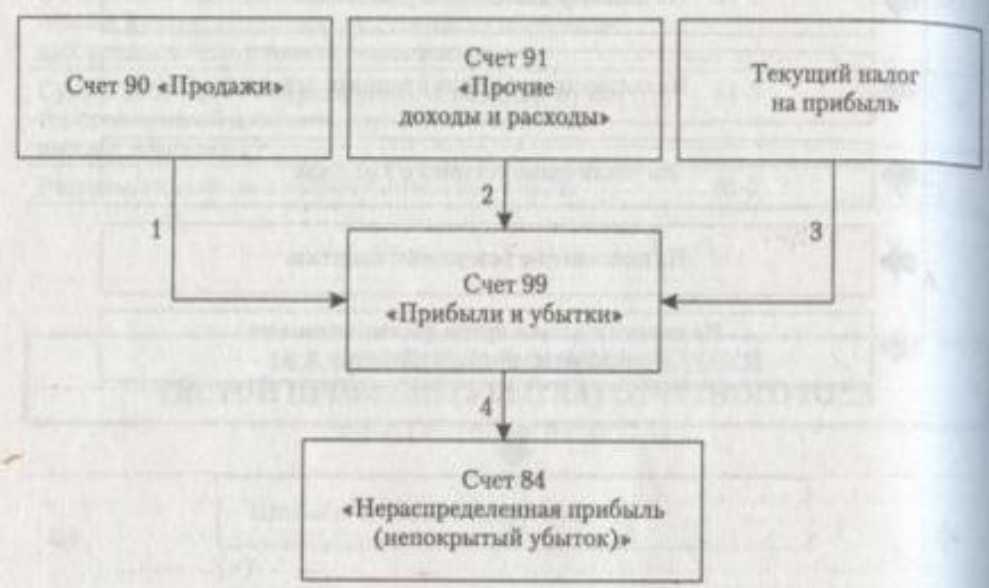 Счет 90 «Продажи»
Счет 91
«Прочие
доходы и расходы»
Текущий налог
на прибыль
1
2
3
Счет 99
«Прибыли и убытки»
4
Счет 84
«Нераспределенная прибыль
(непокрытый убыток)»